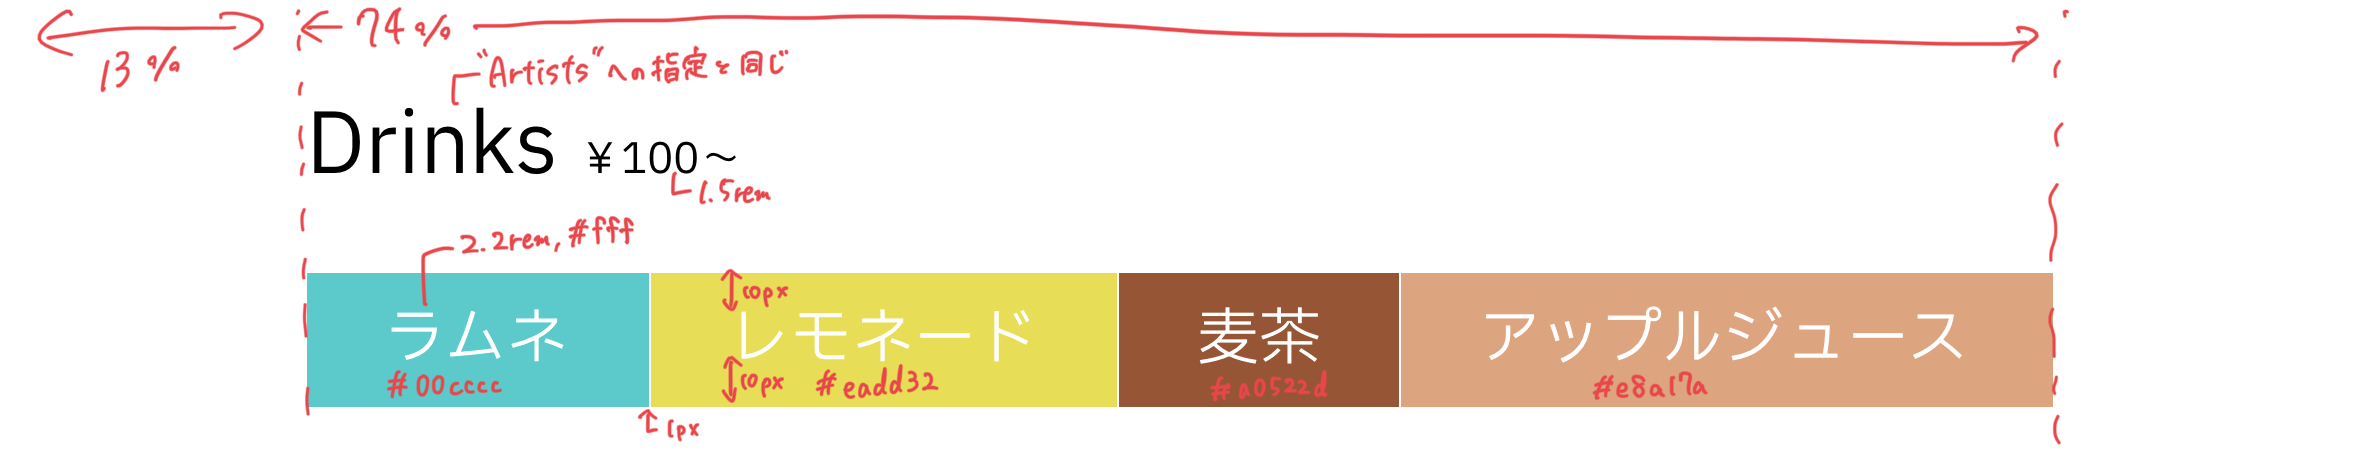 74%
13%
"Artists"への指定と同じ
Drinks ¥100〜
1.5rem
2.2rem, #fff
10px
ラムネ レモネード 麦茶 アップルジュース
#00cccc 10px #eadd32 #a0522d #e8a17a
1px